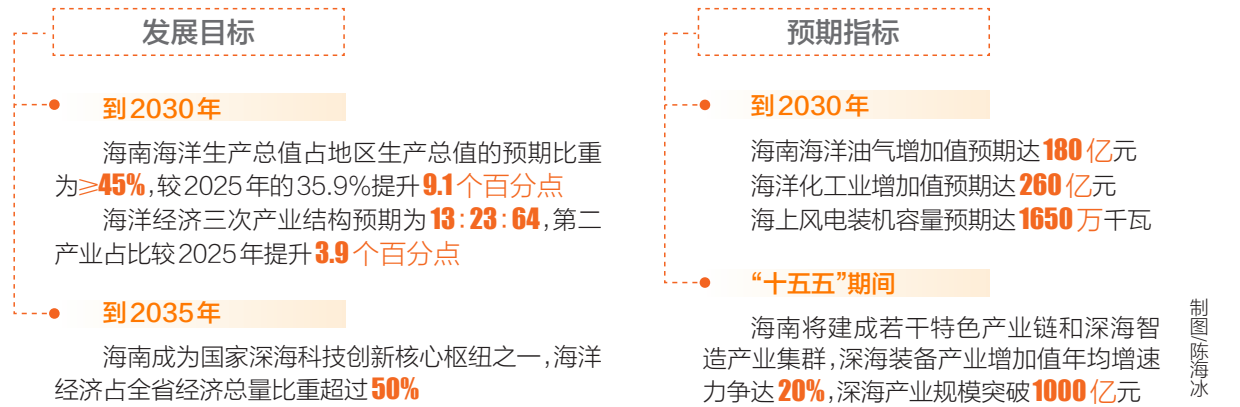 发展目标
到2030年
海南海洋生产总值占地区生产总值的预期比重
为≥45%,较2025年的35.9%提升9.1个百分点
海洋经济三次产业结构预期为13:23:64,第二
产业占比较2025年提升3.9个百分点
到2035年
海南成为国家深海科技创新核心枢纽之一,海洋
经济占全省经济总量比重超过50%
预期指标
到2030年
海南海洋油气增加值预期达180亿元
海洋化工业增加值预期达260亿元
海上风电装机容量预期达1650万千瓦
“十五五”期间
海南将建成若干特色产业链和深海智
造产业集群,深海装备产业增加值年均增速
力争达20%,深海产业规模突破1000亿元
制图/陈海冰